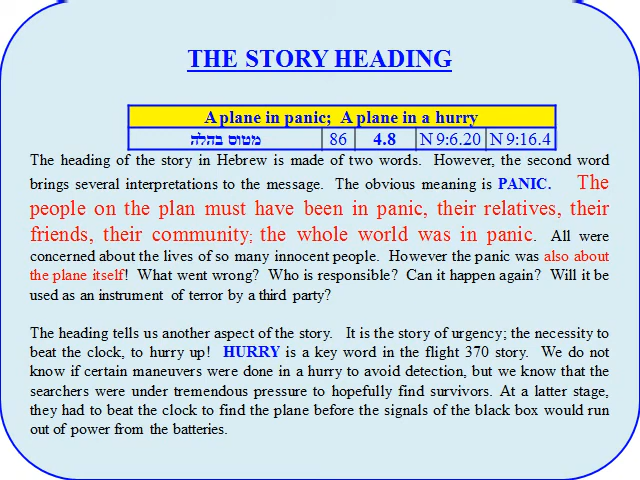 THE STORY HEADING
A plane in panic;  A plane in a hurry
מטוס בהלה 86 4.8 N 9:6.20 N 9:16.4
The heading of the story in Hebrew is made of two words.  However, the second word
brings several interpretations to the message.  The obvious meaning is PANIC.  The
people on the plan must have been in panic, their relatives, their
friends, their community; the whole world was in panic.  All were
concerned about the lives of so many innocent people.  However the panic was also about
the plane itself!  What went wrong?  Who is responsible?  Can it happen again?  Will it be
used as an instrument of terror by a third party?
The heading tells us another aspect of the story.  It is the story of urgency; the necessity to
beat the clock, to hurry up!  HURRY is a key word in the flight 370 story.  We do not
know if certain maneuvers were done in a hurry to avoid detection, but we know that the
searchers were under tremendous pressure to hopefully find survivors. At a latter stage,
they had to beat the clock to find the plane before the signals of the black box would run
out of power from the batteries.